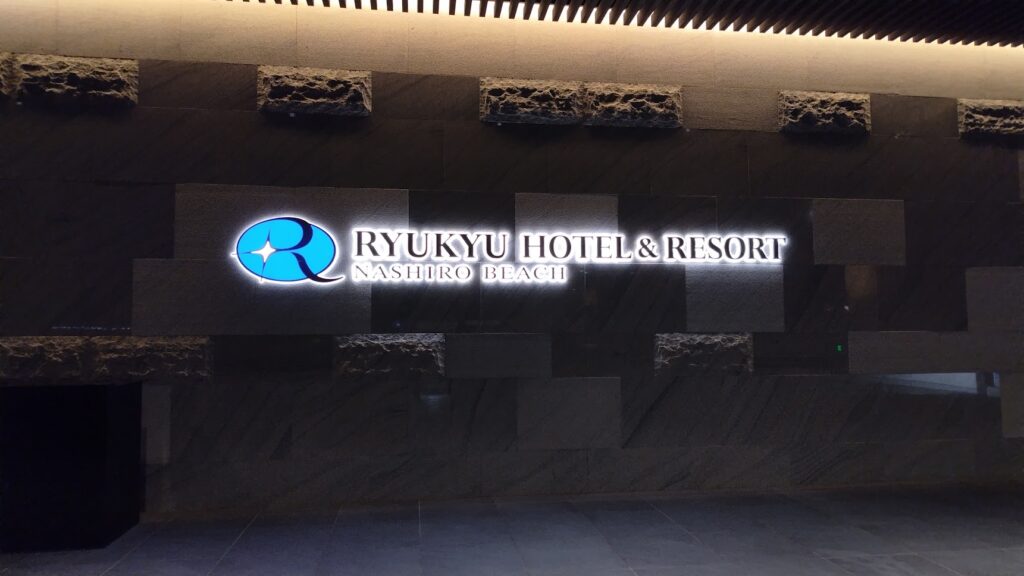 RYUKYU HOTEL & RESORT
NASHIRO BEACH